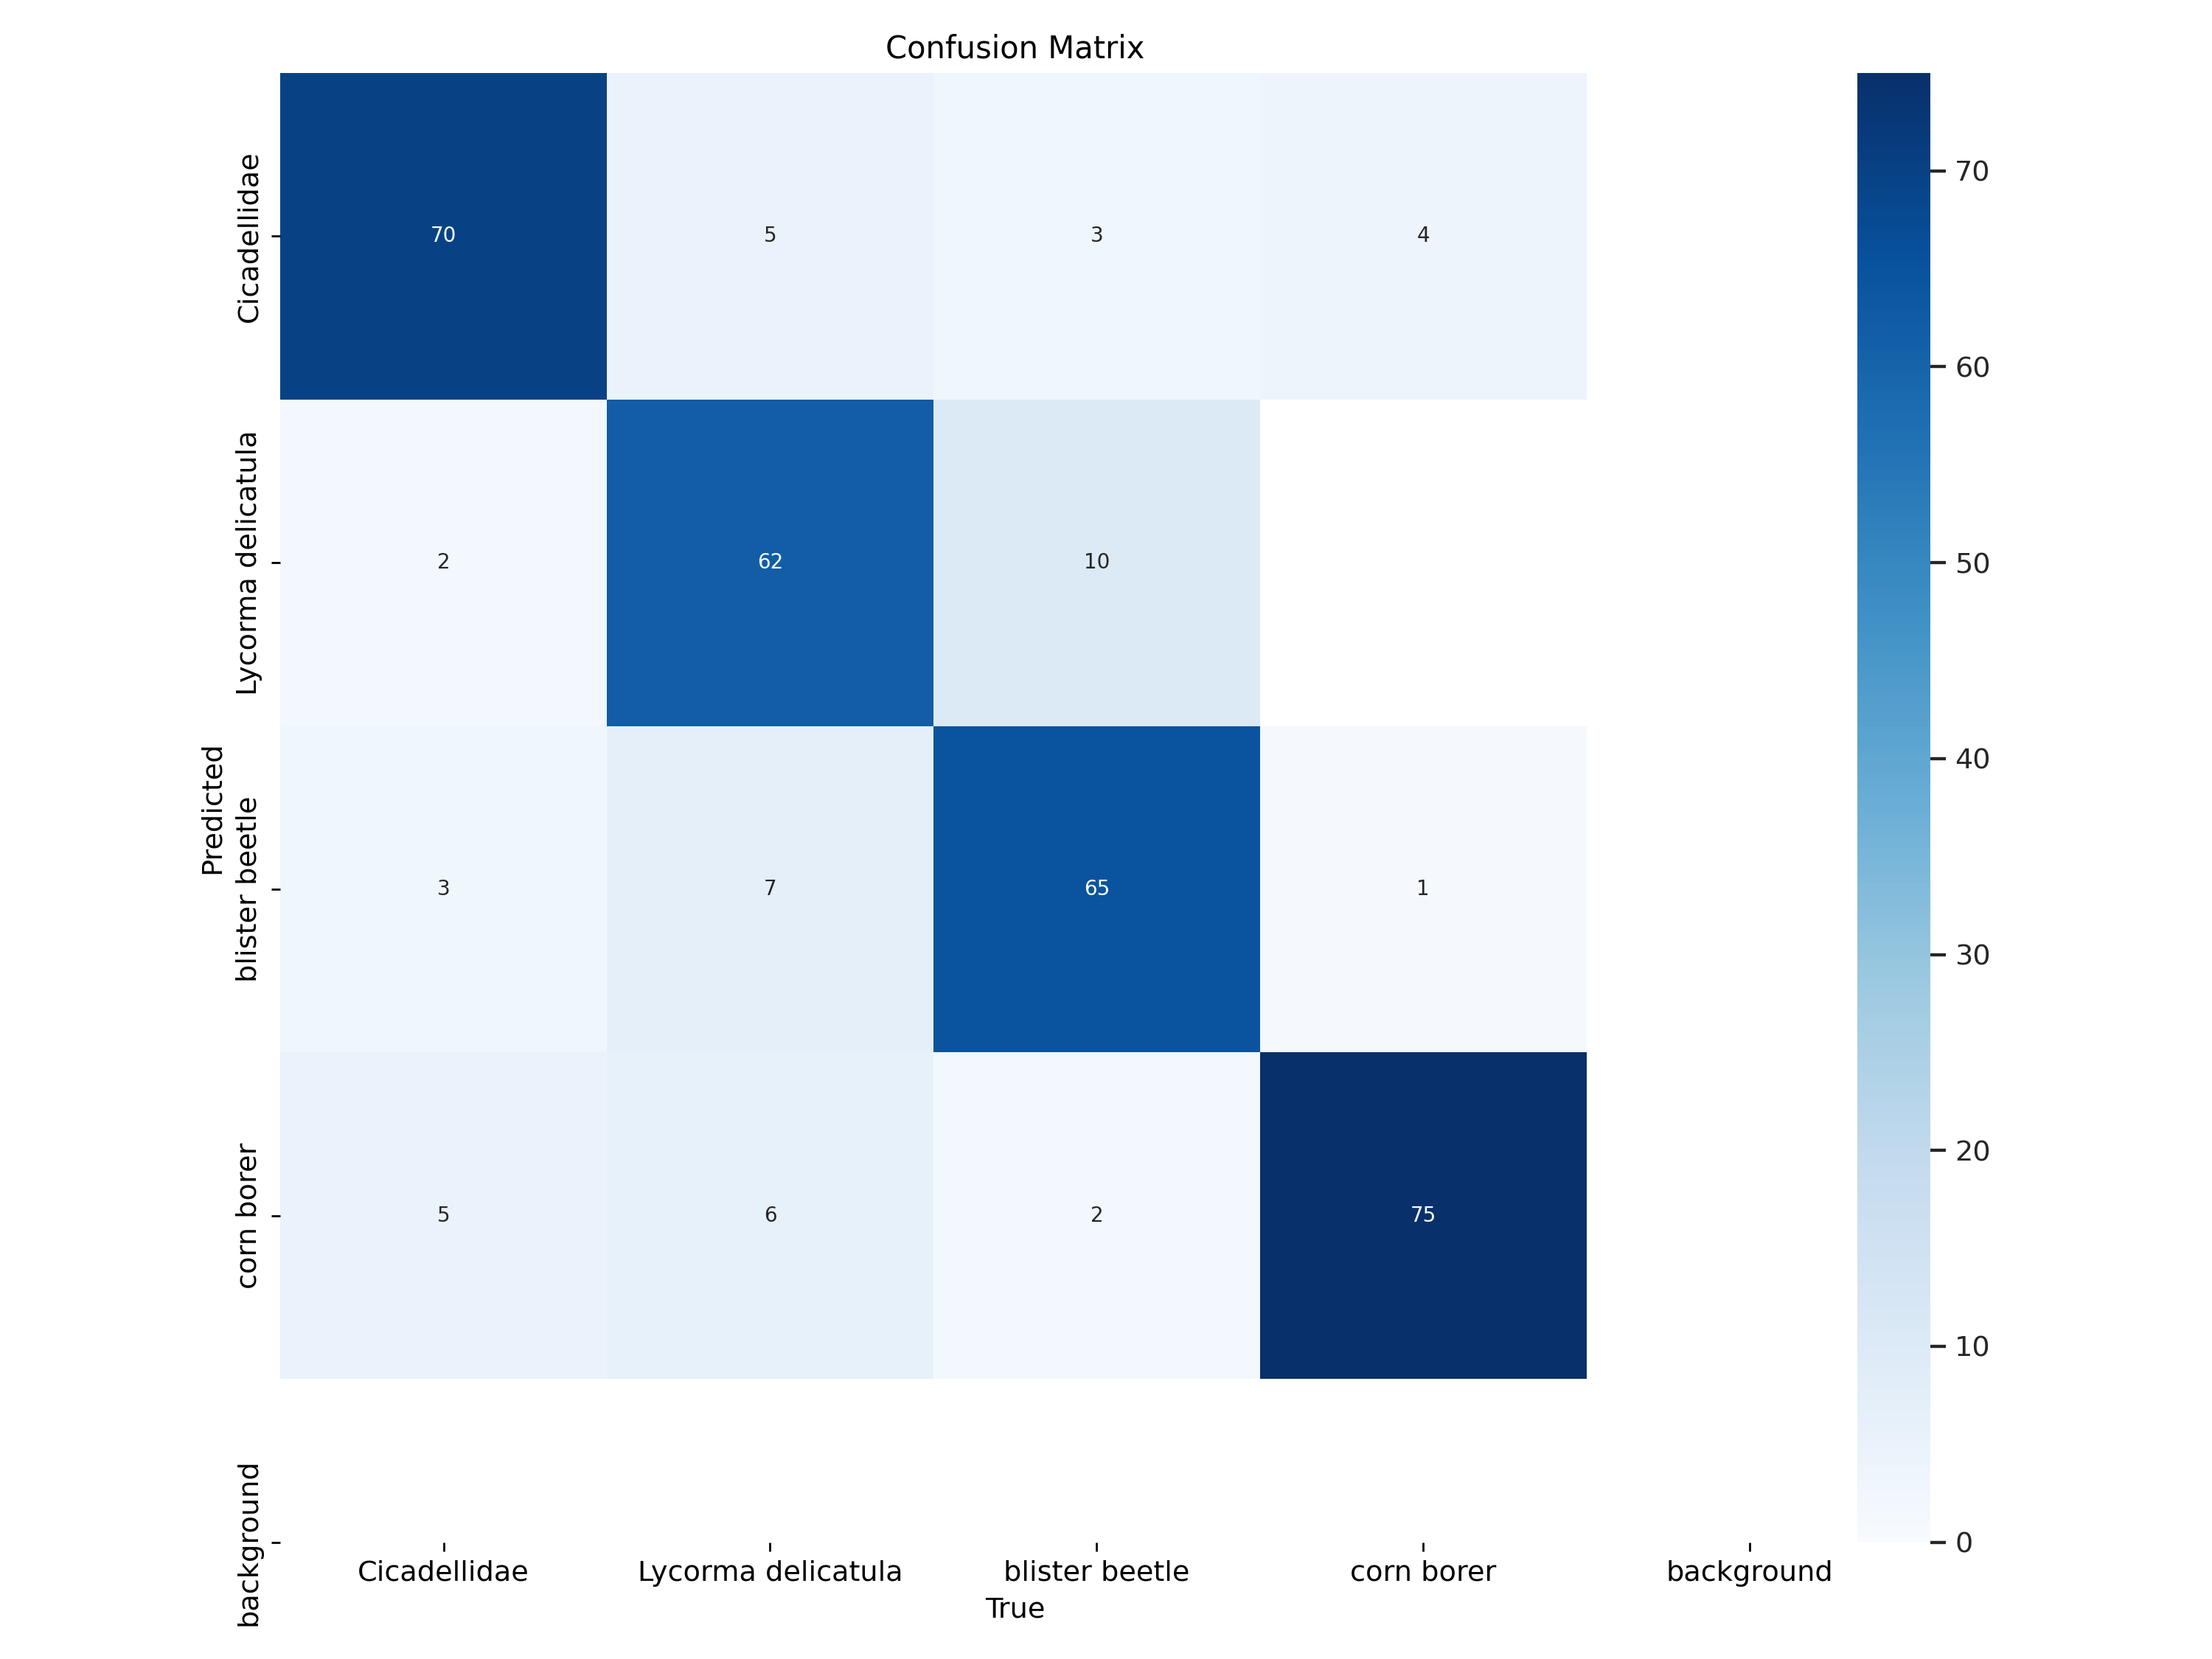 Confusion Matrix
Cicadellidae
70 5 3 4
Lycorma delicatula
2 62 10
Predicted
blister beetle
3 7 65 1
corn borer
5 6 2 75
background
Cicadellidae Lycorma delicatula blister beetle corn borer background
True
70
60
50
40
30
20
10
0